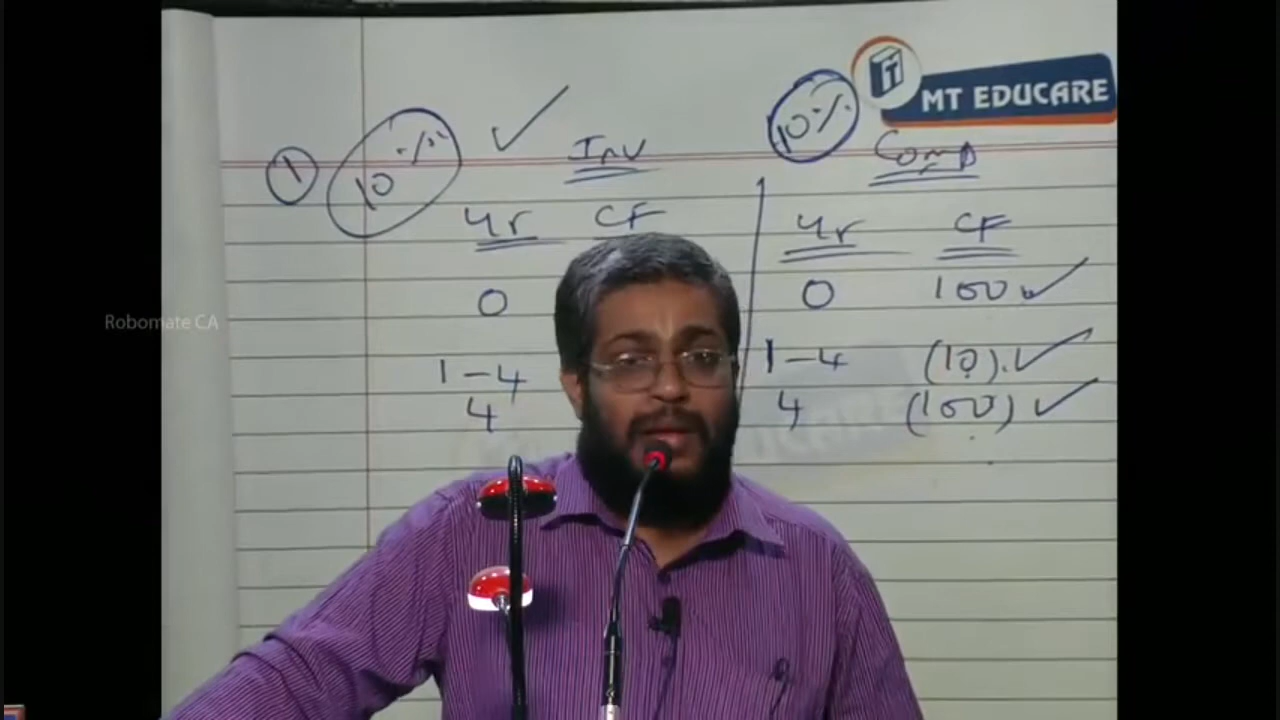 MT EDUCARE
① 10% ✓ Inv
Yr CF
0
1-4
4
10% Comp
Yr CF
0 100 ✓
1-4 (10) ✓
4 (100) ✓
Robomate CA